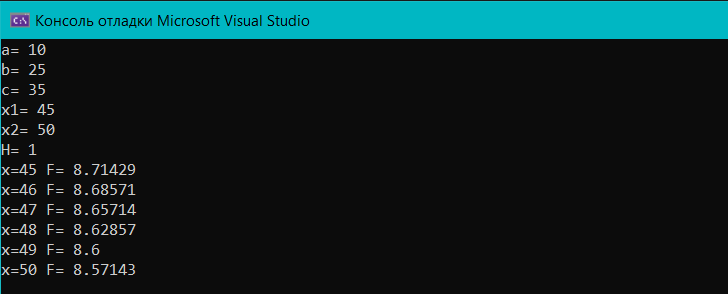 Консоль отладки Microsoft Visual Studio
a= 10
b= 25
c= 35
x1= 45
x2= 50
H= 1
x=45 F= 8.71429
x=46 F= 8.68571
x=47 F= 8.65714
x=48 F= 8.62857
x=49 F= 8.6
x=50 F= 8.57143